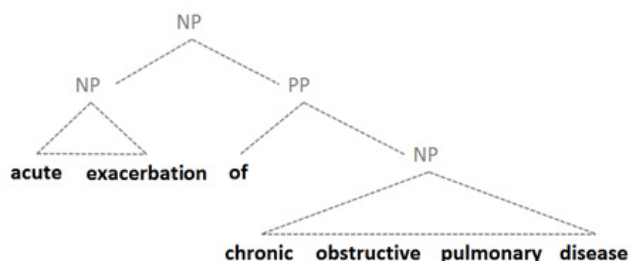 NP
NP PP
NP
acute exacerbation of
chronic obstructive pulmonary disease